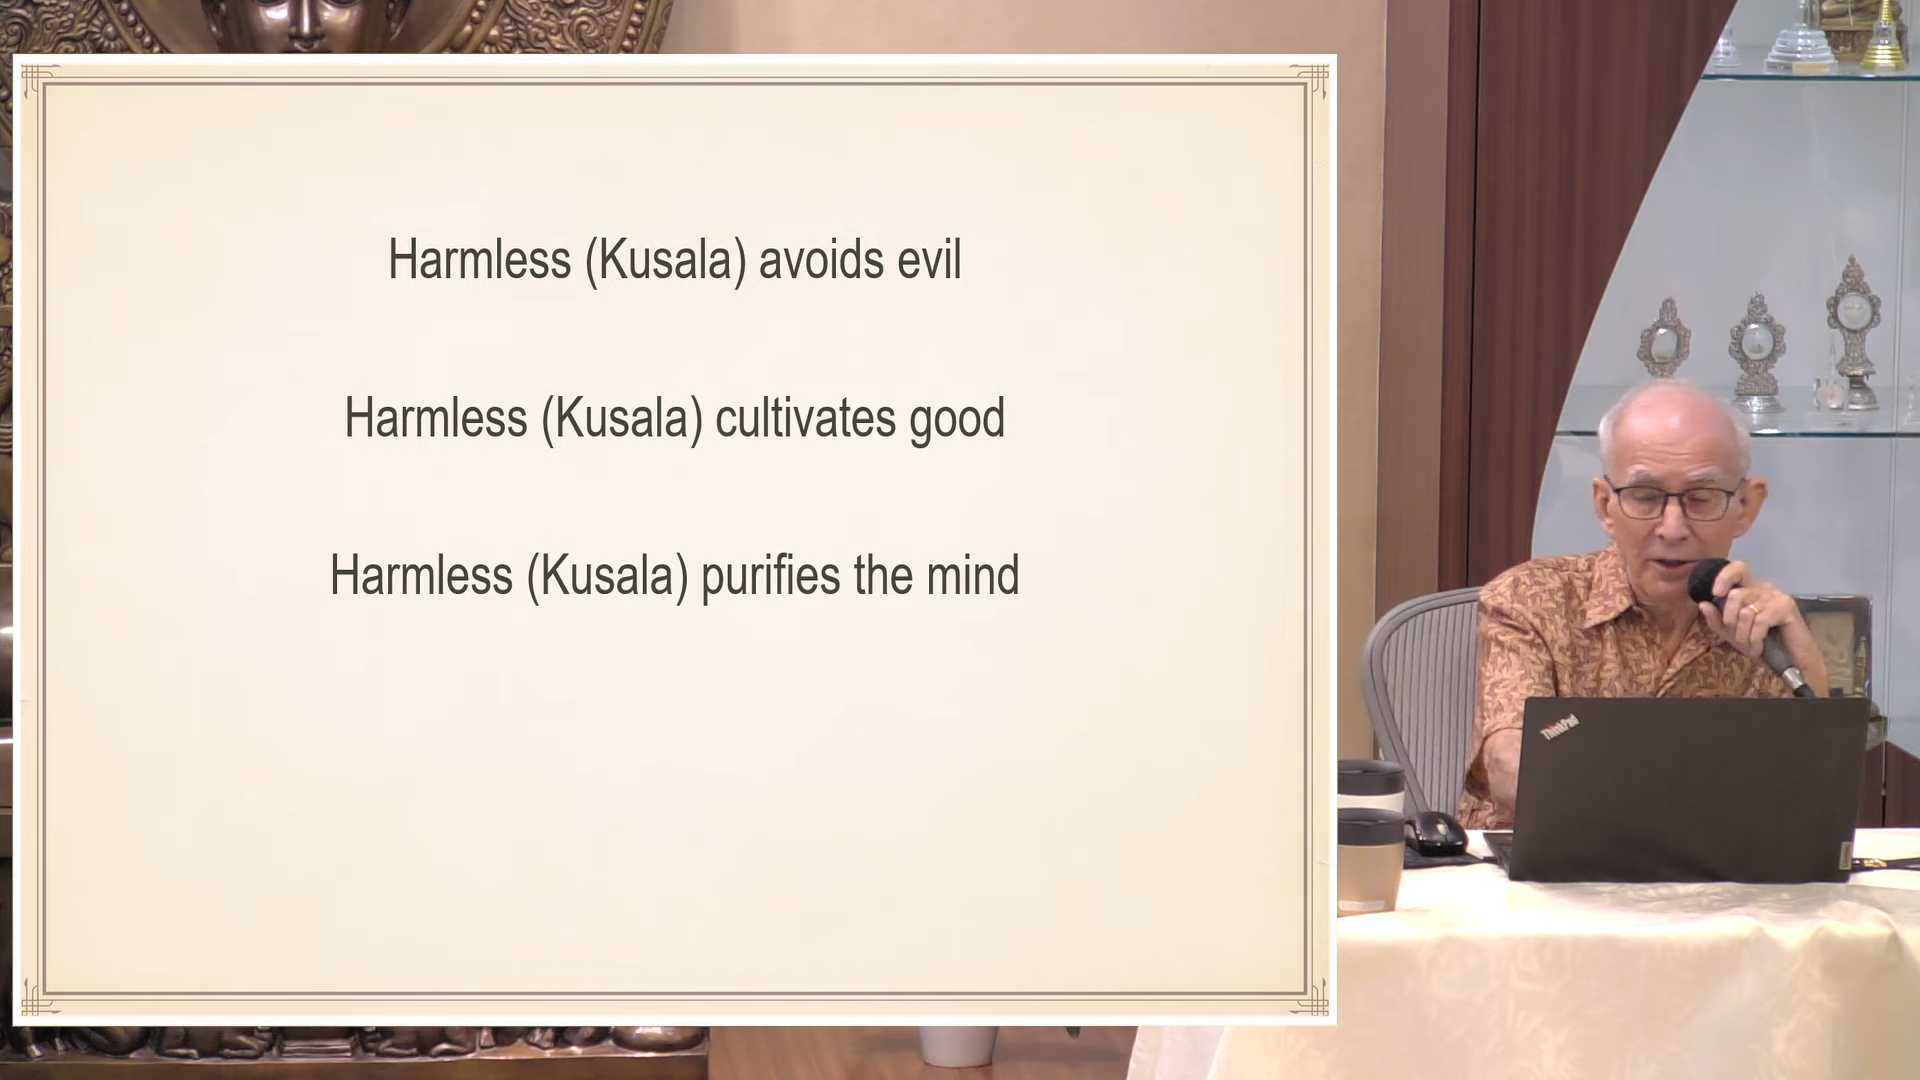 Harmless (Kusala) avoids evil
Harmless (Kusala) cultivates good
Harmless (Kusala) purifies the mind
ThinkPad